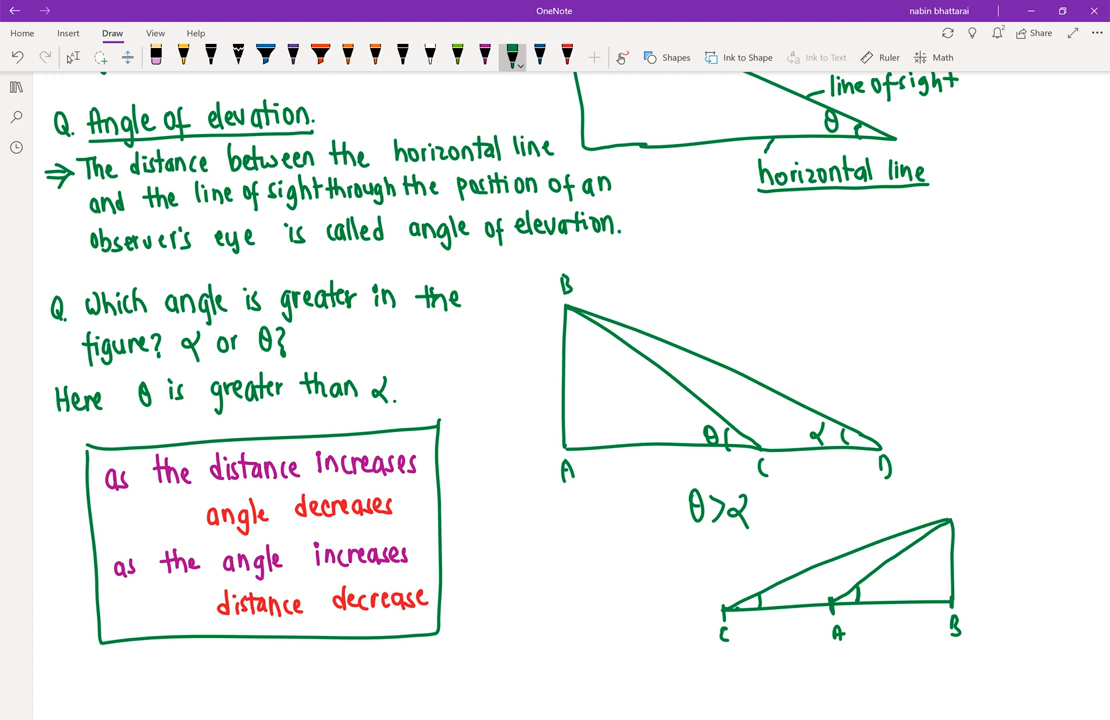 OneNote
nabin bhattarai
Home Insert Draw View Help
Share
Shapes
Ink to Shape
Ink to Text
Ruler
Math
line of sight
θ
horizontal line
Q. Angle of elevation.
⇒ The distance between the horizontal line
and the line of sight through the position of an
observer's eye is called angle of elevation.
Q. Which angle is greater in the
figure? α or θ?
Here θ is greater than α.
as the distance increases
angle decreases
as the angle increases
distance decrease
B
θ α
A C D
θ > α
C A B